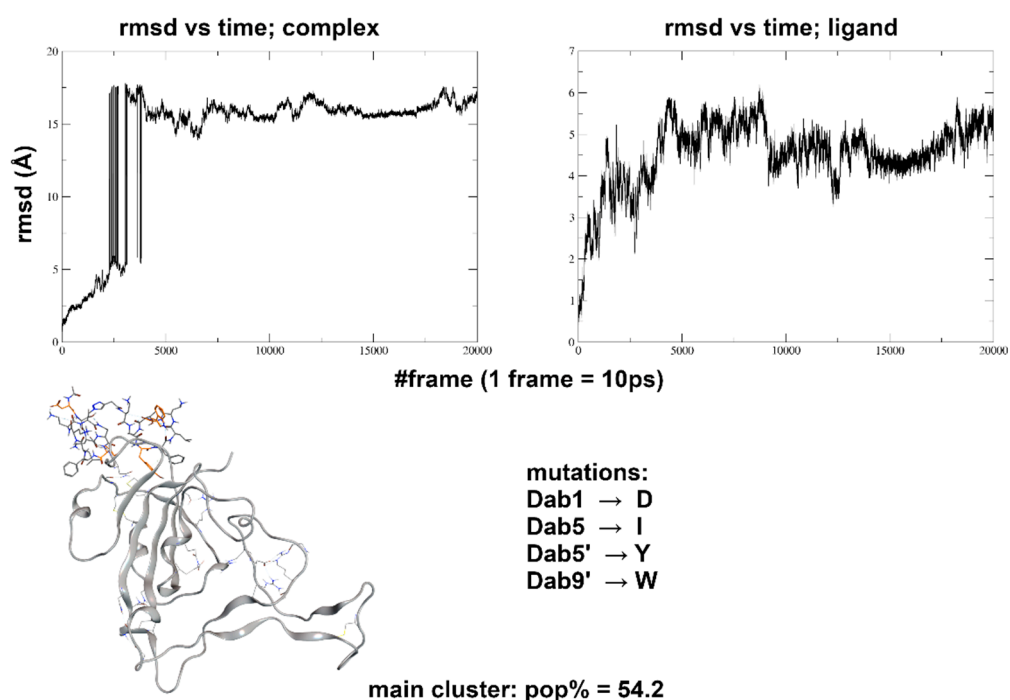 rmsd vs time; complex
rmsd vs time; ligand
rmsd (Å)
20
15
10
5
0
0 5000 10000 15000 20000
7
6
5
4
3
2
1
0
0 5000 10000 15000 20000
#frame (1 frame = 10ps)
mutations:
Dab1 → D
Dab5 → I
Dab5' → Y
Dab9' → W
main cluster: pop% = 54.2